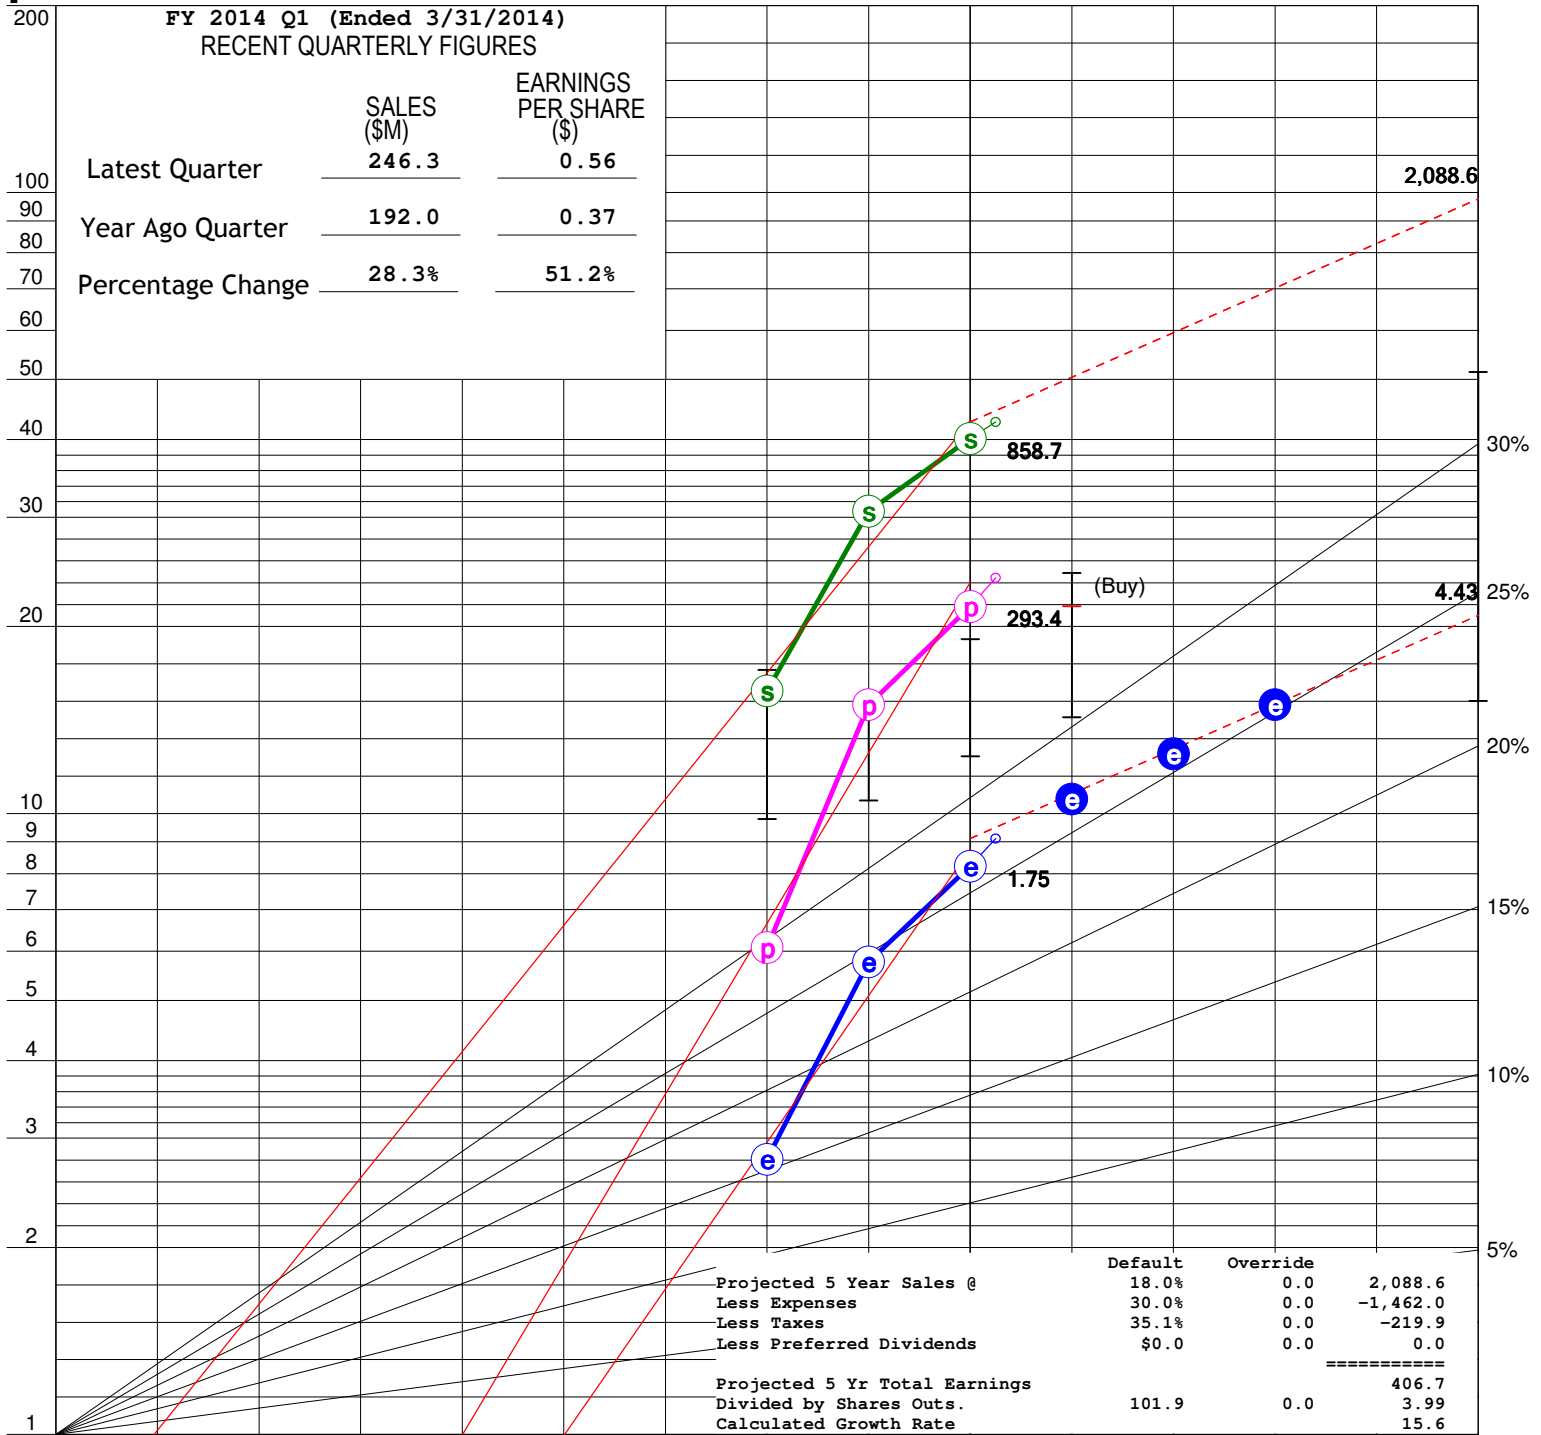 FY 2014 Q1 (Ended 3/31/2014)
RECENT QUARTERLY FIGURES
SALES ($M) EARNINGS PER SHARE ($)
Latest Quarter 246.3 0.56
Year Ago Quarter 192.0 0.37
Percentage Change 28.3% 51.2%
200
100
90
80
70
60
50
40
30
20
10
9
8
7
6
5
4
3
2
1
2,088.6
s
s
s
858.7
p
p
p
293.4
(Buy)
4.43
e
e
e
1.75
e
e
e
30%
25%
20%
15%
10%
5%
Default Override
Projected 5 Year Sales @ 18.0% 0.0 2,088.6
Less Expenses 30.0% 0.0 -1,462.0
Less Taxes 35.1% 0.0 -219.9
Less Preferred Dividends $0.0 0.0 0.0
===========
Projected 5 Yr Total Earnings 406.7
Divided by Shares Outs. 101.9 0.0 3.99
Calculated Growth Rate 15.6